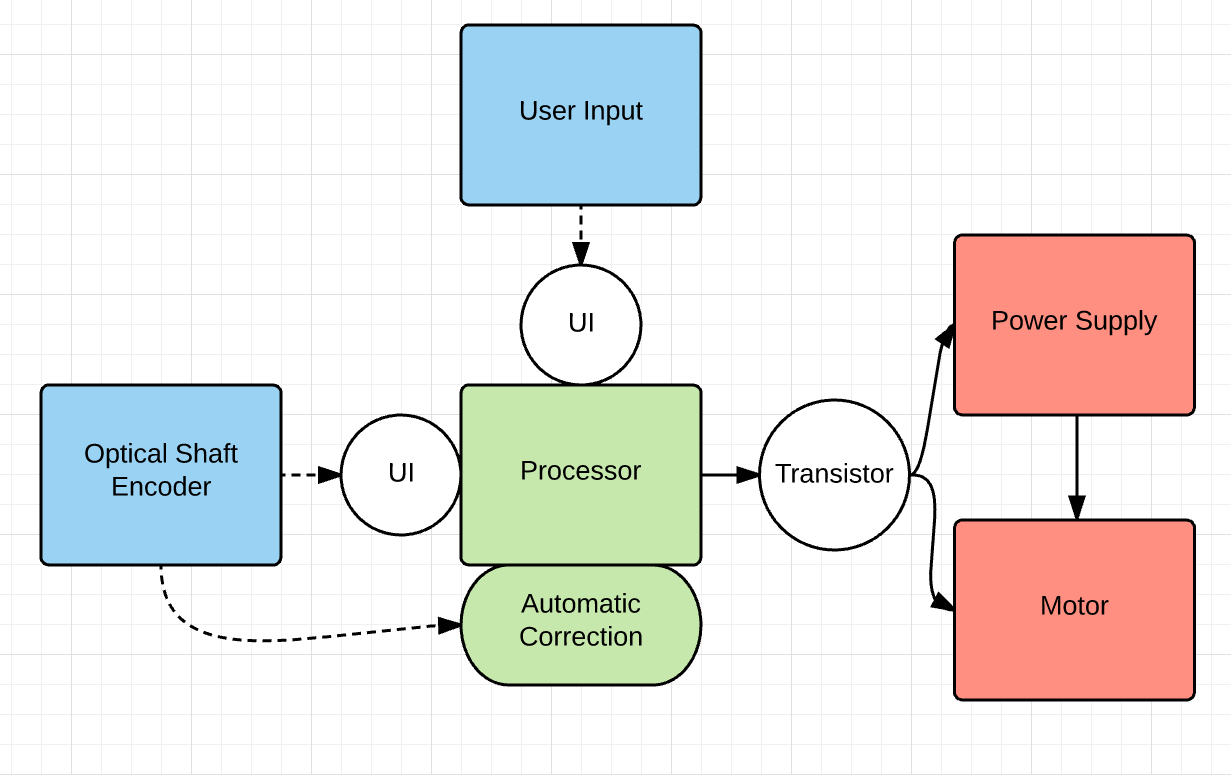 User Input
UI
Power Supply
Optical Shaft
Encoder
UI
Processor
Transistor
Automatic
Correction
Motor